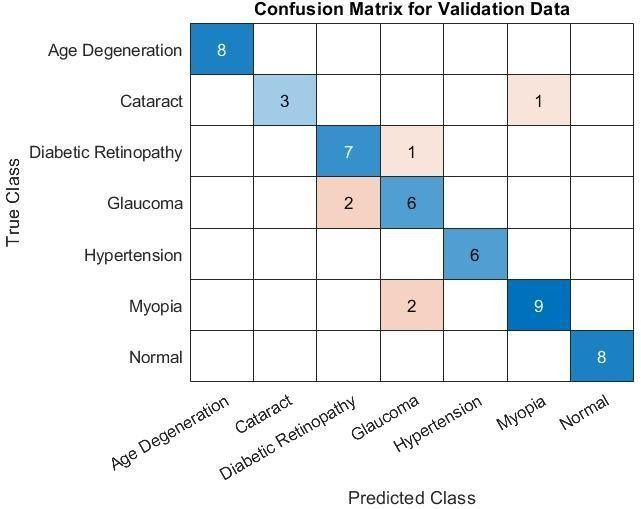 Confusion Matrix for Validation Data
True Class
Age Degeneration 8
Cataract 3 1
Diabetic Retinopathy 7 1
Glaucoma 2 6
Hypertension 6
Myopia 2 9
Normal 8
Age Degeneration
Cataract
Diabetic Retinopathy
Glaucoma
Hypertension
Myopia
Normal
Predicted Class